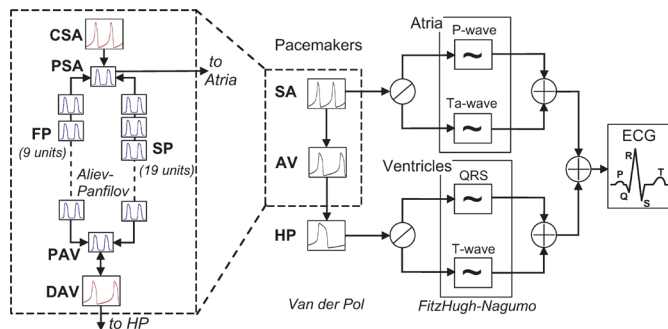 CSA
PSA
to
Atria
FP
(9 units)
SP
(19 units)
Aliev-
Panfilov
PAV
DAV
to HP
Pacemakers
SA
AV
HP
Van der Pol
Atria
P-wave
~
Ta-wave
~
Ventricles
QRS
~
T-wave
~
FitzHugh-Nagumo
ECG
R
P
T
Q
S